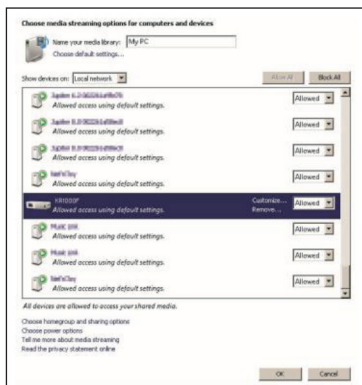 Choose media streaming options for computers and devices
Name your media library: My PC
Choose default settings...
Show devices on: Local network
Allow All Block All
Allowed
Allowed access using default settings.
Allowed
Allowed access using default settings.
Allowed
Allowed access using default settings.
Allowed
Allowed access using default settings.
Customize... Allowed
Allowed access using default settings. Remove...
Allowed
Allowed access using default settings.
Allowed
Allowed access using default settings.
Allowed
Allowed access using default settings.
All devices are allowed to access your shared media.
Choose homegroup and sharing options
Choose power options
Tell me more about media streaming
Read the privacy statement online
OK Cancel